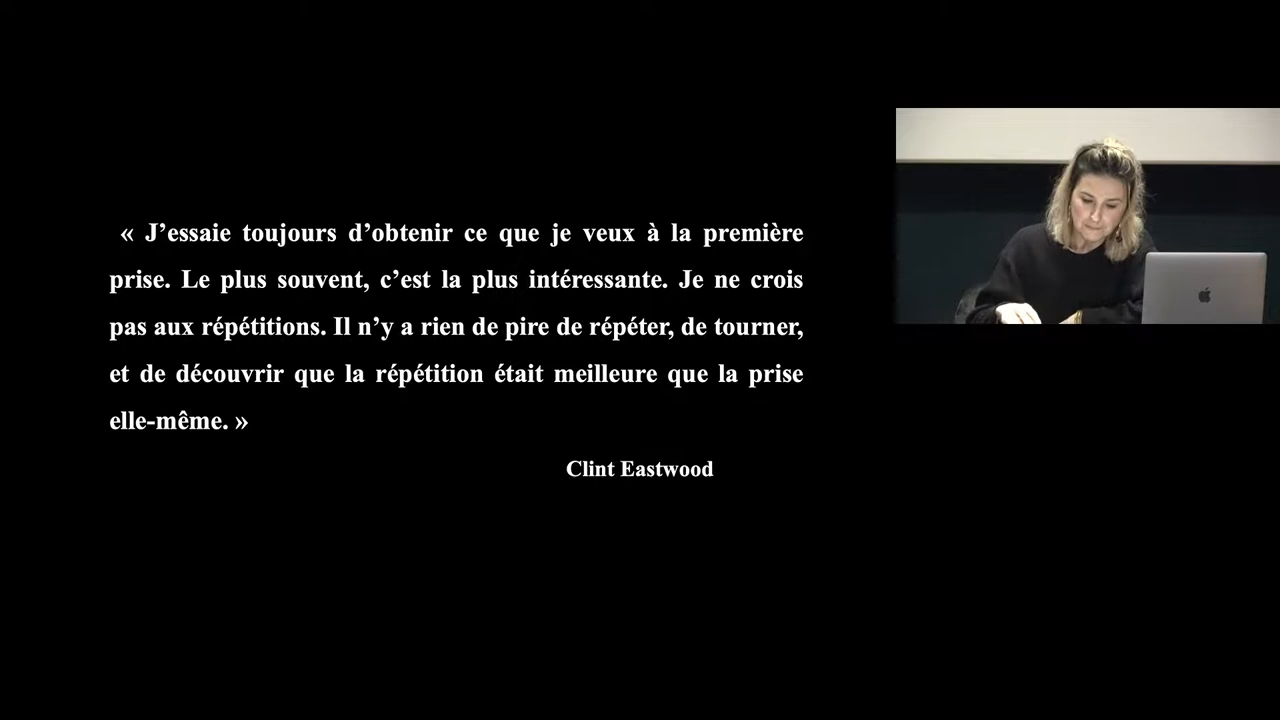 « J’essaie toujours d’obtenir ce que je veux à la première
prise. Le plus souvent, c’est la plus intéressante. Je ne crois
pas aux répétitions. Il n’y a rien de pire de répéter, de tourner,
et de découvrir que la répétition était meilleure que la prise
elle-même. »
Clint Eastwood